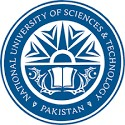 NATIONAL UNIVERSITY OF SCIENCES & TECHNOLOGY
PAKISTAN